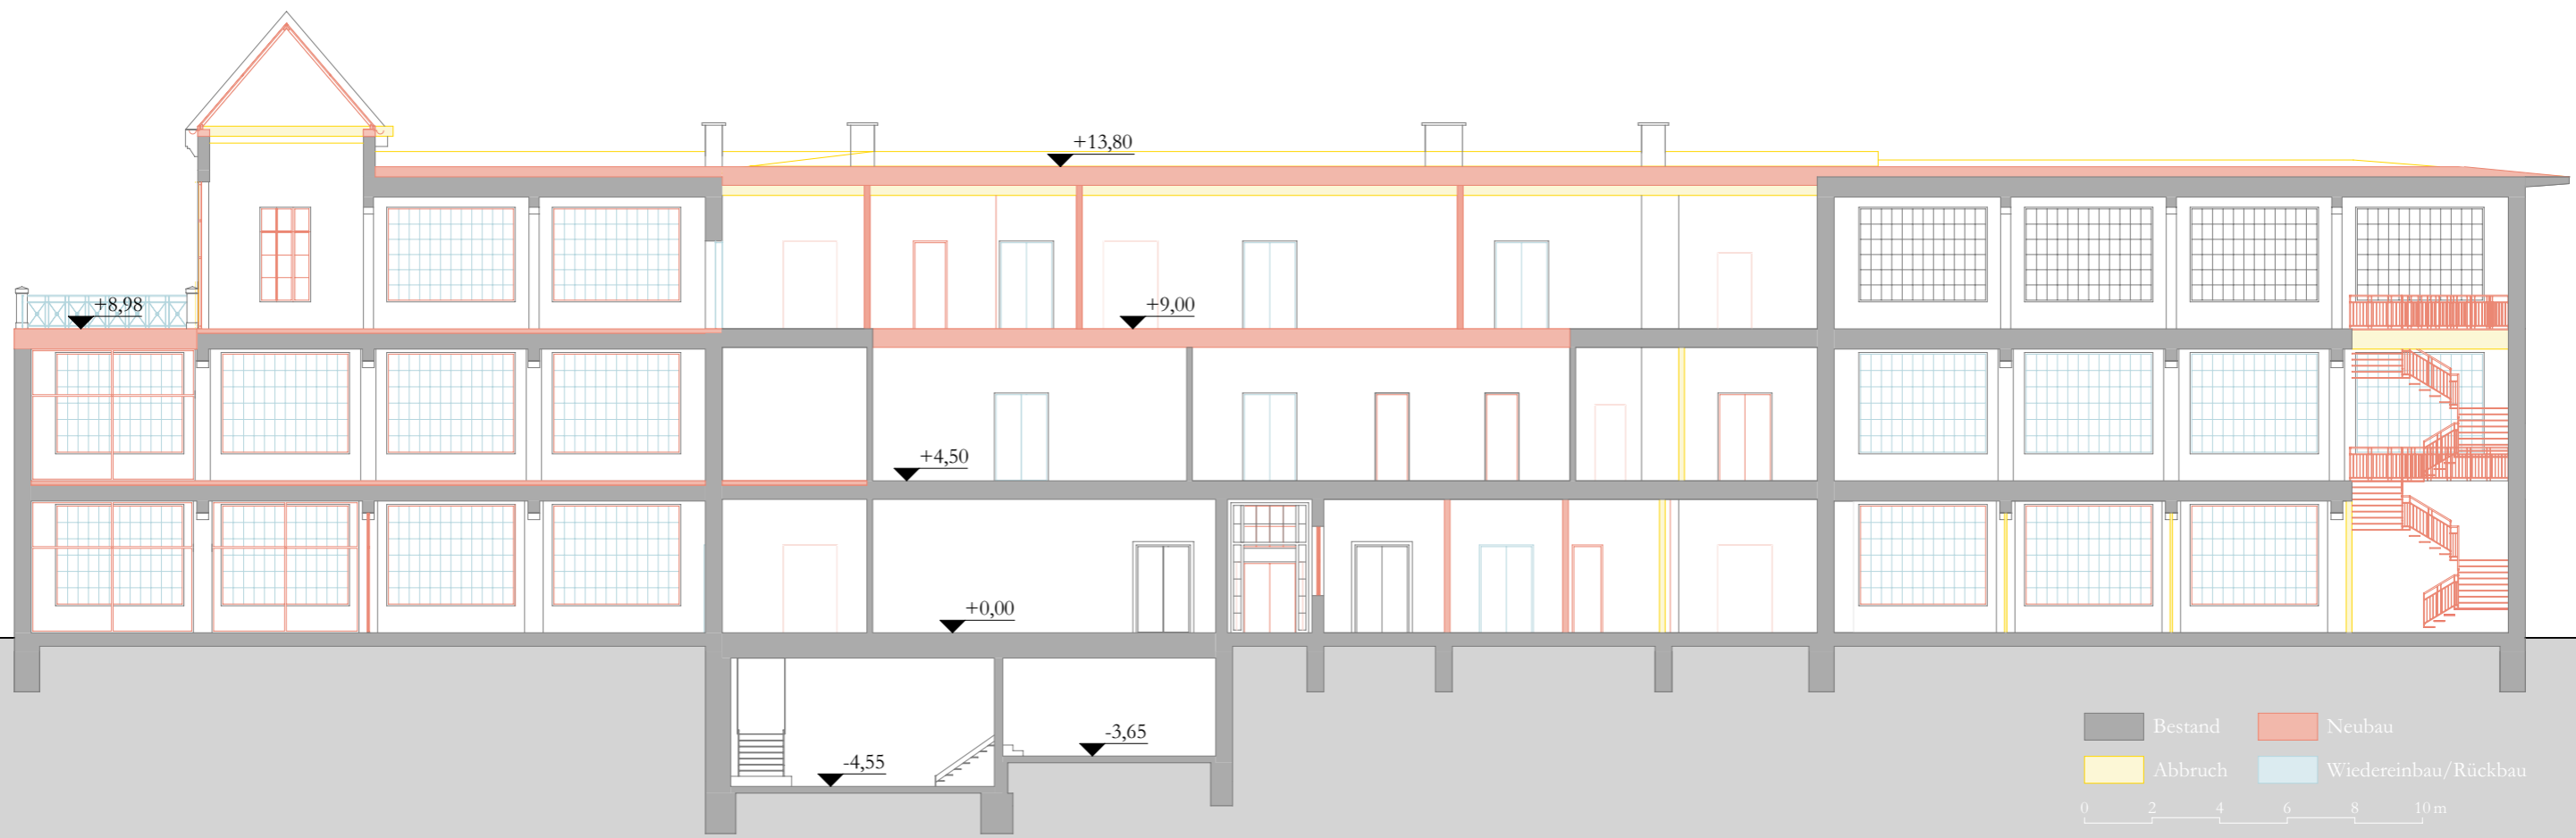 +13,80
+8,98
+9,00
+4,50
+0,00
-3,65
-4,55
Bestand Neubau
Abbruch Wiedereinbau/Rückbau
0 2 4 6 8 10 m